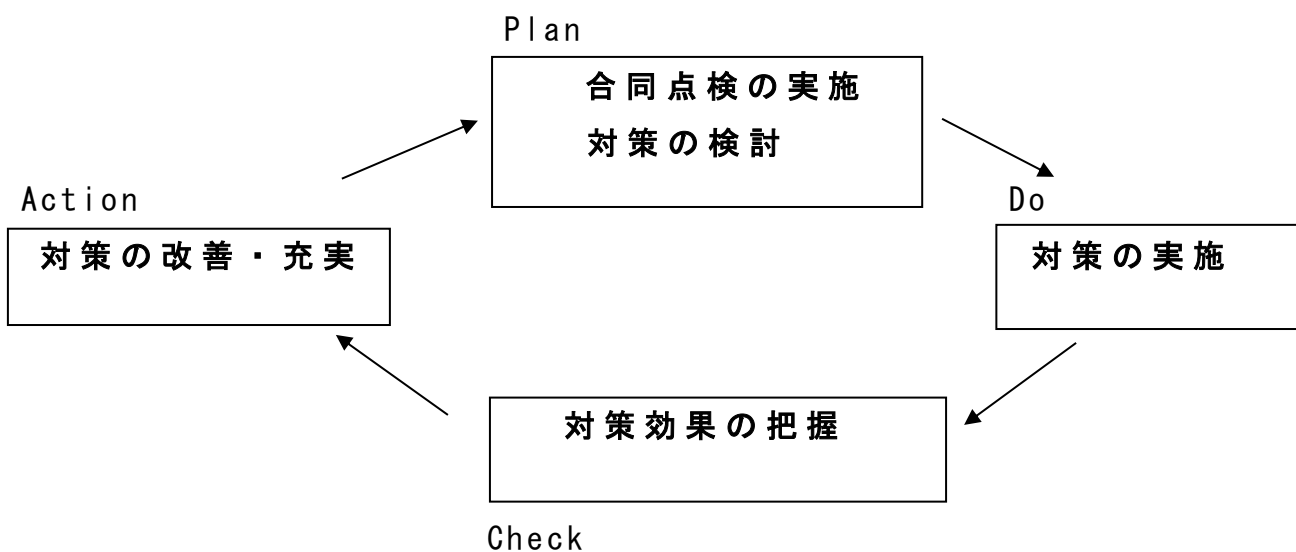 Plan
合同点検の実施
対策の検討
Action
対策の改善・充実
Do
対策の実施
対策効果の把握
Check